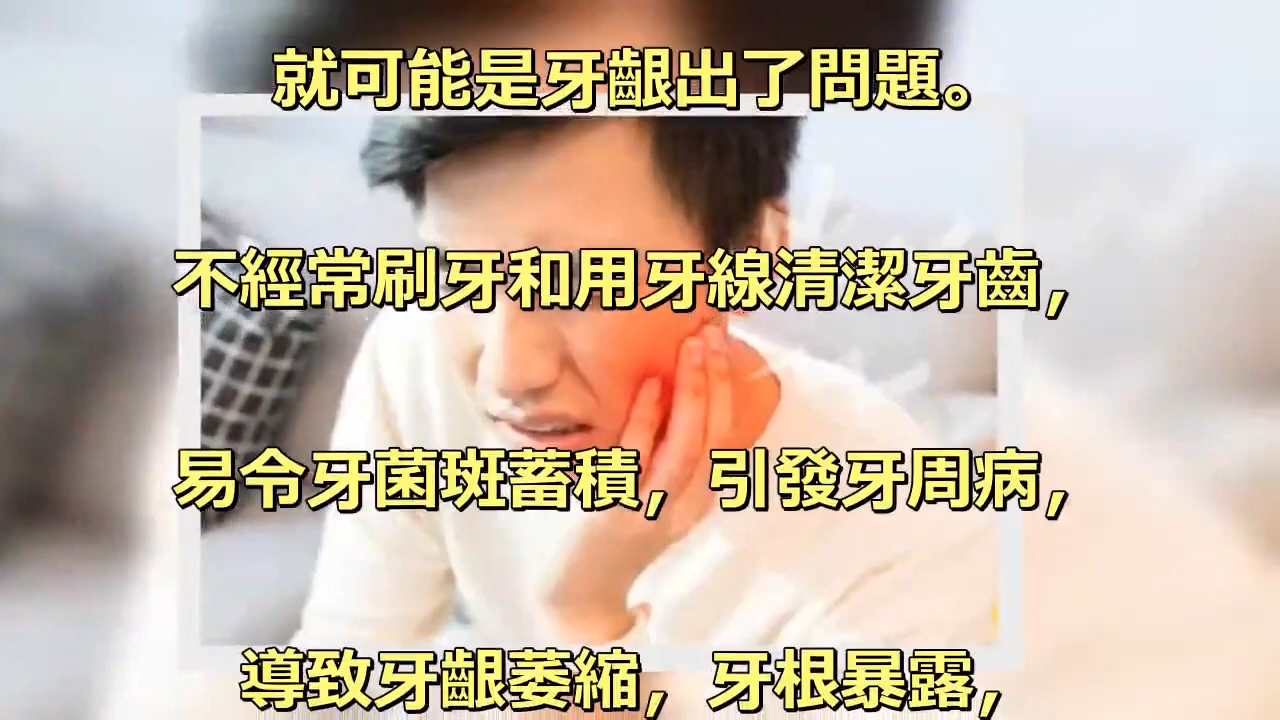 就可能是牙齦出了問題。
不經常刷牙和用牙線清潔牙齒，
易令牙菌斑蓄積，引發牙周病，
導致牙齦萎縮，牙根暴露，